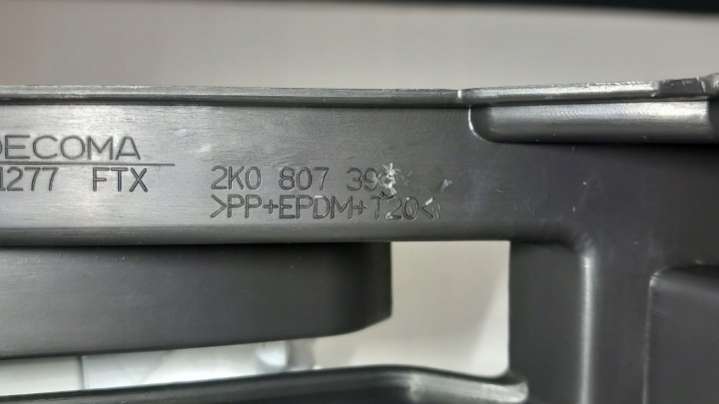 DECOMA
1277 FTX
2K0 807
>PP+EPDM+T20<